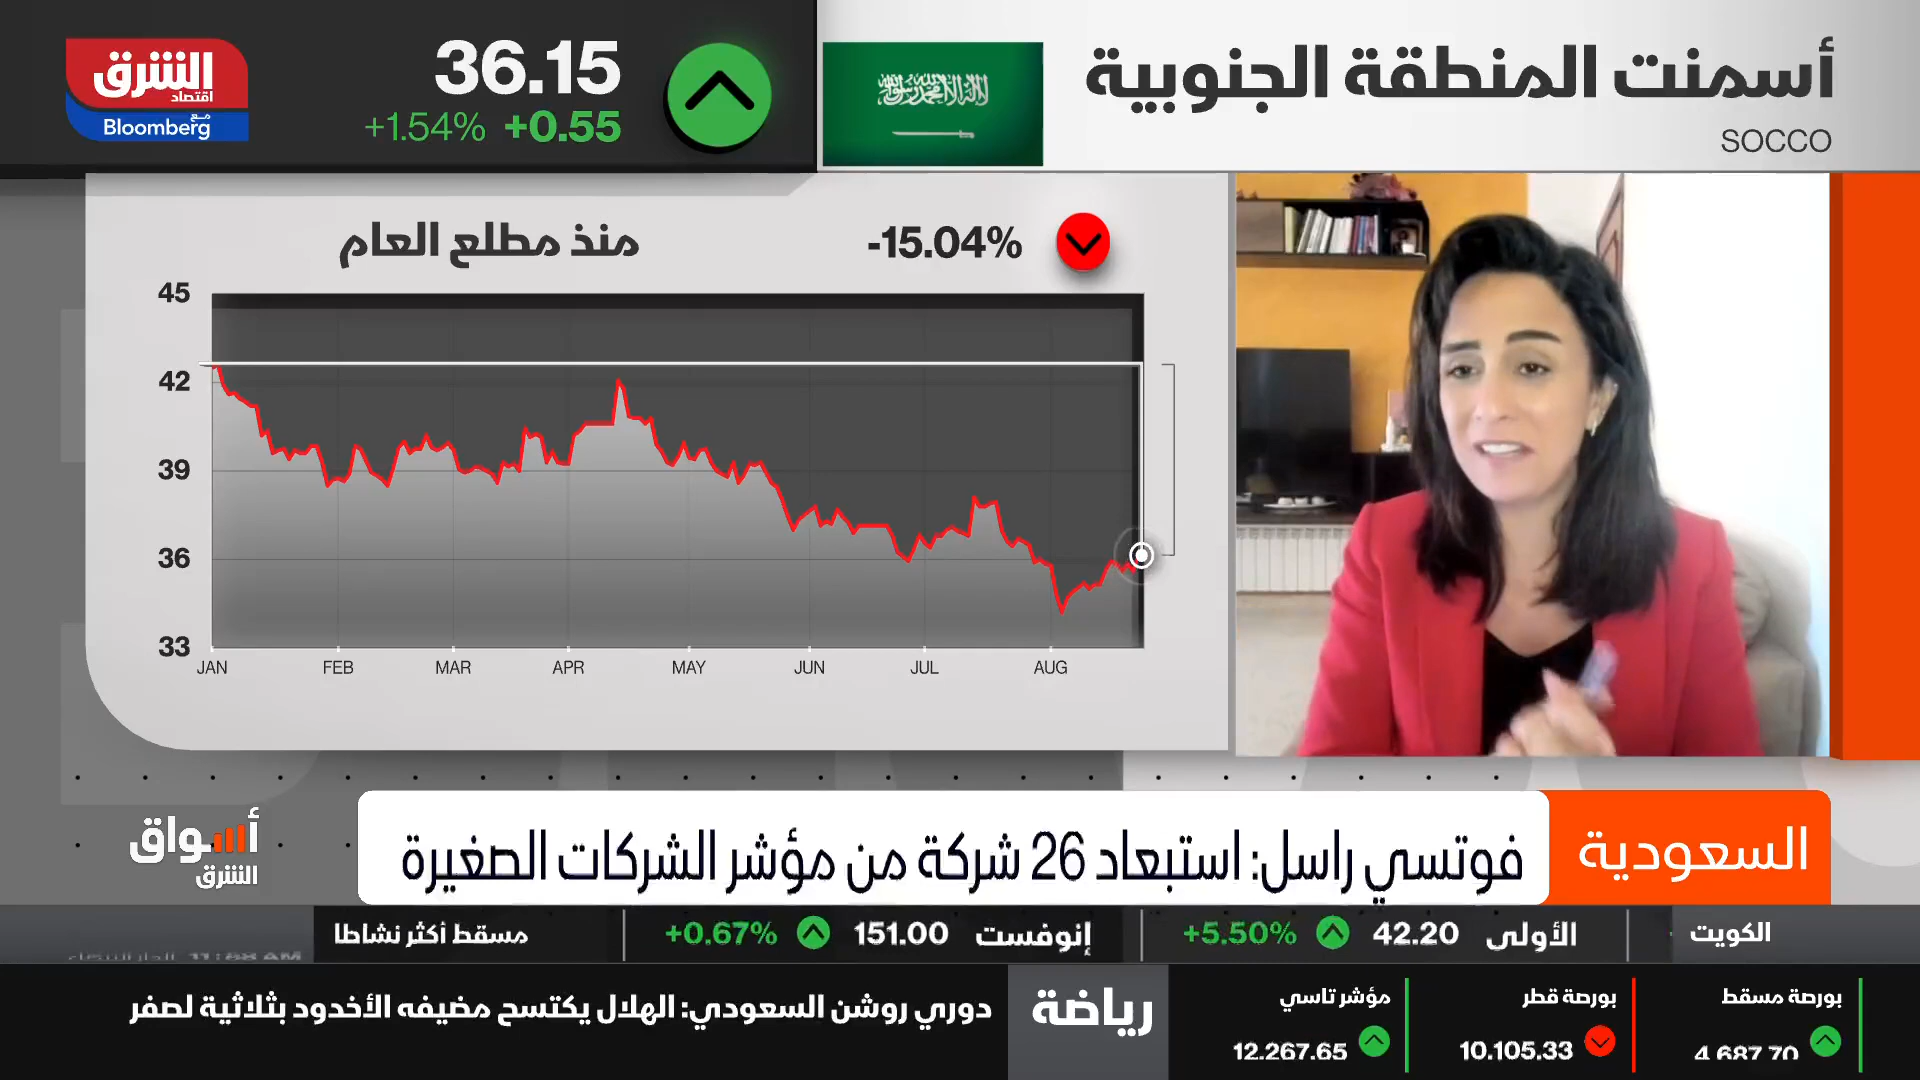 أسمنت المنطقة الجنوبية
SOCCO
36.15
+1.54% +0.55
الشرق
اقتصاد
مع
Bloomberg
منذ مطلع العام
-15.04%
45
42
39
36
33
JAN FEB MAR APR MAY JUN JUL AUG
السعودية
فوتسي راسل: استبعاد 26 شركة من مؤشر الشركات الصغيرة
أسواق
الشرق
الكويت
الأولى 42.20 +5.50%
إنوفست 151.00 +0.67%
مسقط أكثر نشاطا
بورصة مسقط
4.687.70
بورصة قطر
10.105.33
مؤشر تاسي
12.267.65
رياضة
دوري روشن السعودي: الهلال يكتسح مضيفه الأخدود بثلاثية لصفر